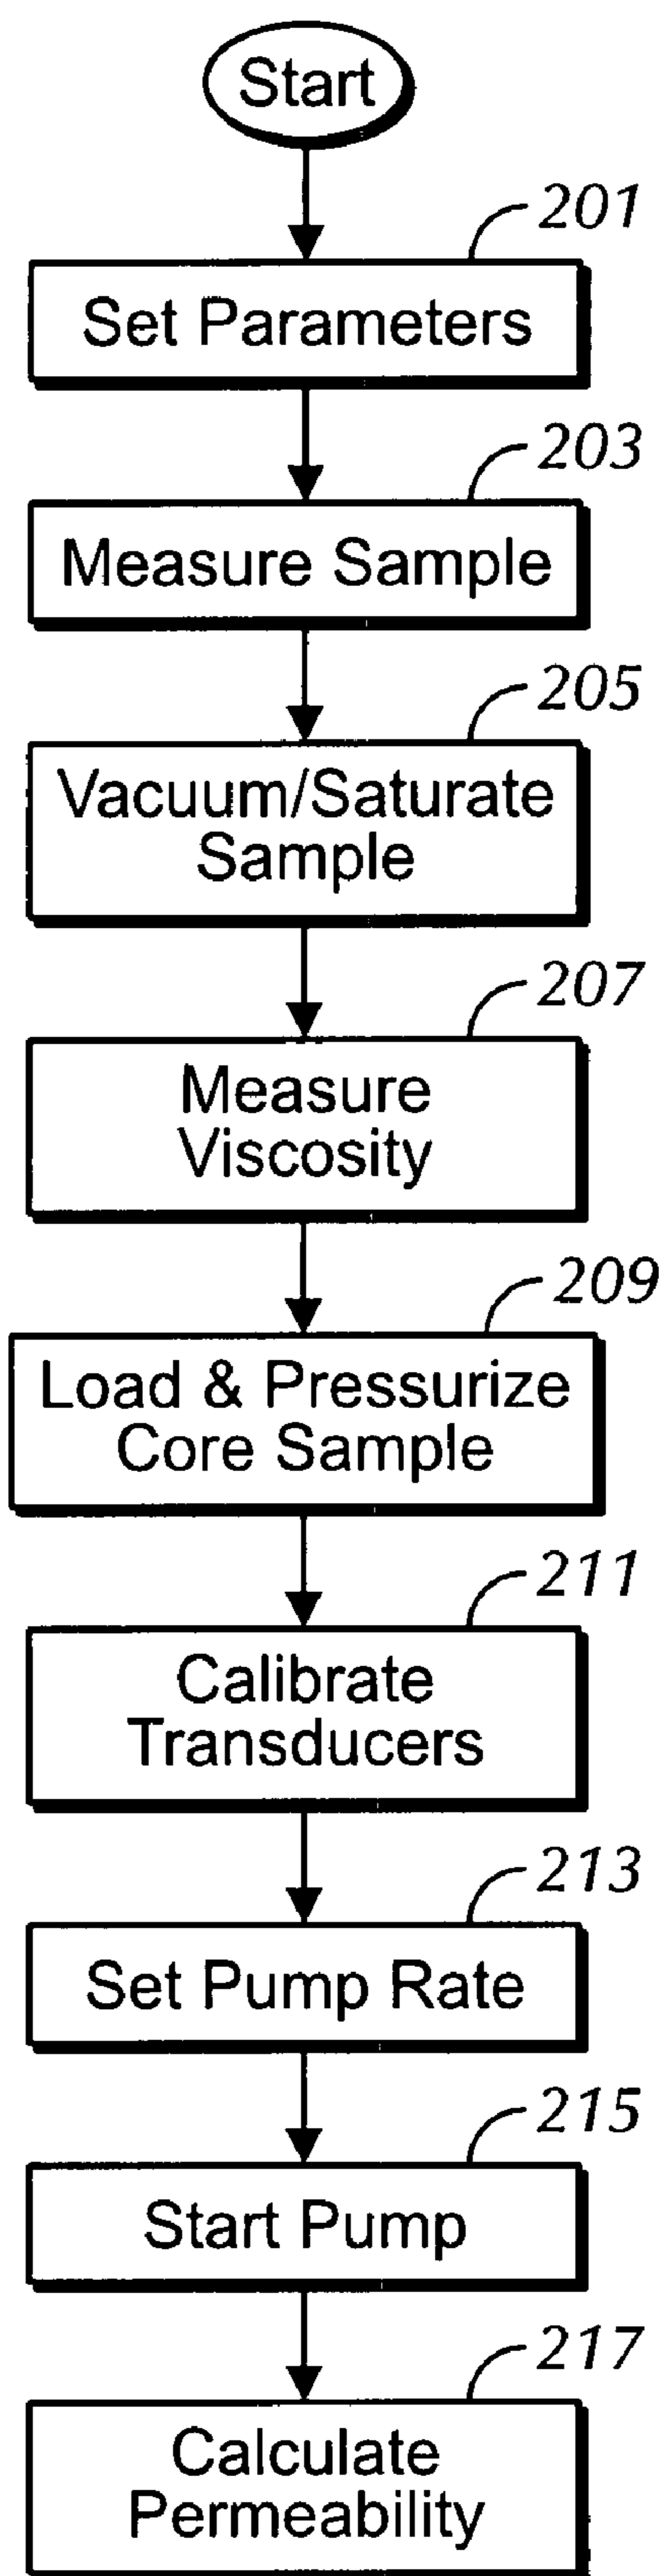 Start
201
Set Parameters
203
Measure Sample
205
Vacuum/Saturate
Sample
207
Measure
Viscosity
209
Load & Pressurize
Core Sample
211
Calibrate
Transducers
213
Set Pump Rate
215
Start Pump
217
Calculate
Permeability